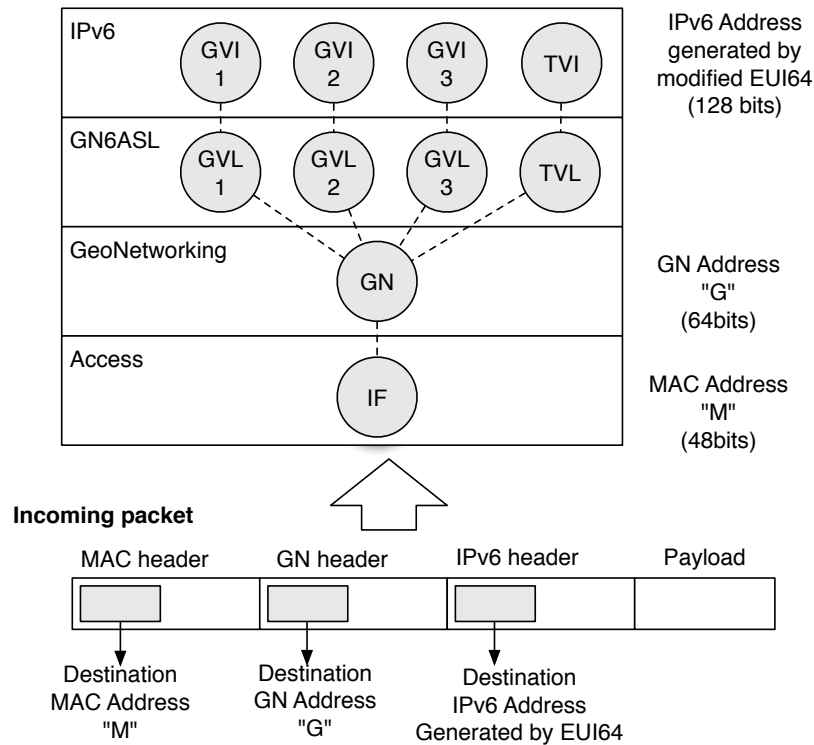 IPv6
GVI
1
GVI
2
GVI
3
TVI
IPv6 Address
generated by
modified EUI64
(128 bits)
GN6ASL
GVL
1
GVL
2
GVL
3
TVL
GeoNetworking
GN
GN Address
"G"
(64bits)
Access
IF
MAC Address
"M"
(48bits)
Incoming packet
MAC header
GN header
IPv6 header
Payload
Destination
MAC Address
"M"
Destination
GN Address
"G"
Destination
IPv6 Address
Generated by EUI64